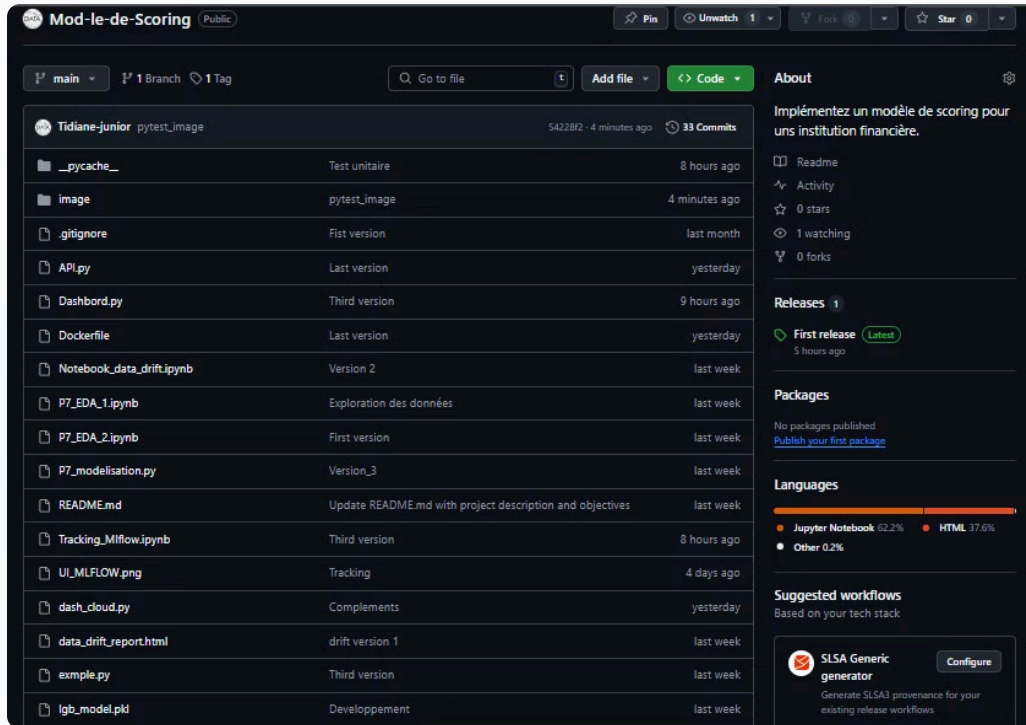 DATA Mod-le-de-Scoring Public
Pin Unwatch 1 Fork 0 Star 0
main 1 Branch 1 Tag
Go to file t
Add file <> Code
DATA Tidiane-junior pytest_image 54228f2 · 4 minutes ago 33 Commits
__pycache__ Test unitaire 8 hours ago
image pytest_image 4 minutes ago
.gitignore Fist version last month
API.py Last version yesterday
Dashbord.py Third version 9 hours ago
Dockerfile Last version yesterday
Notebook_data_drift.ipynb Version 2 last week
P7_EDA_1.ipynb Exploration des données last week
P7_EDA_2.ipynb First version last week
P7_modelisation.py Version_3 last week
README.md Update README.md with project description and objectives last week
Tracking_Mlflow.ipynb Third version 8 hours ago
UI_MLFLOW.png Tracking 4 days ago
dash_cloud.py Complements yesterday
data_drift_report.html drift version 1 last week
exmple.py Third version last week
lgb_model.pkl Developpement last week
About
Implémentez un modèle de scoring pour
uns institution financière.
Readme
Activity
0 stars
1 watching
0 forks
Releases 1
First release Latest
5 hours ago
Packages
No packages published
Publish your first package
Languages
Jupyter Notebook 62.2% HTML 37.6%
Other 0.2%
Suggested workflows
Based on your tech stack
SLSA Generic
generator
Configure
Generate SLSA3 provenance for your
existing release workflows